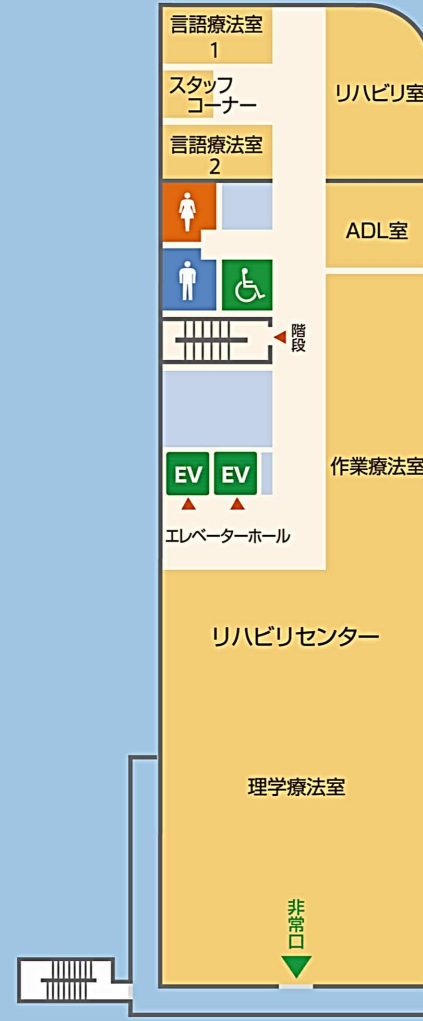 言語療法室
1
スタッフ
コーナー
リハビリ室
言語療法室
2
ADL室
階段
作業療法室
EV
EV
エレベーターホール
リハビリセンター
理学療法室
非常口